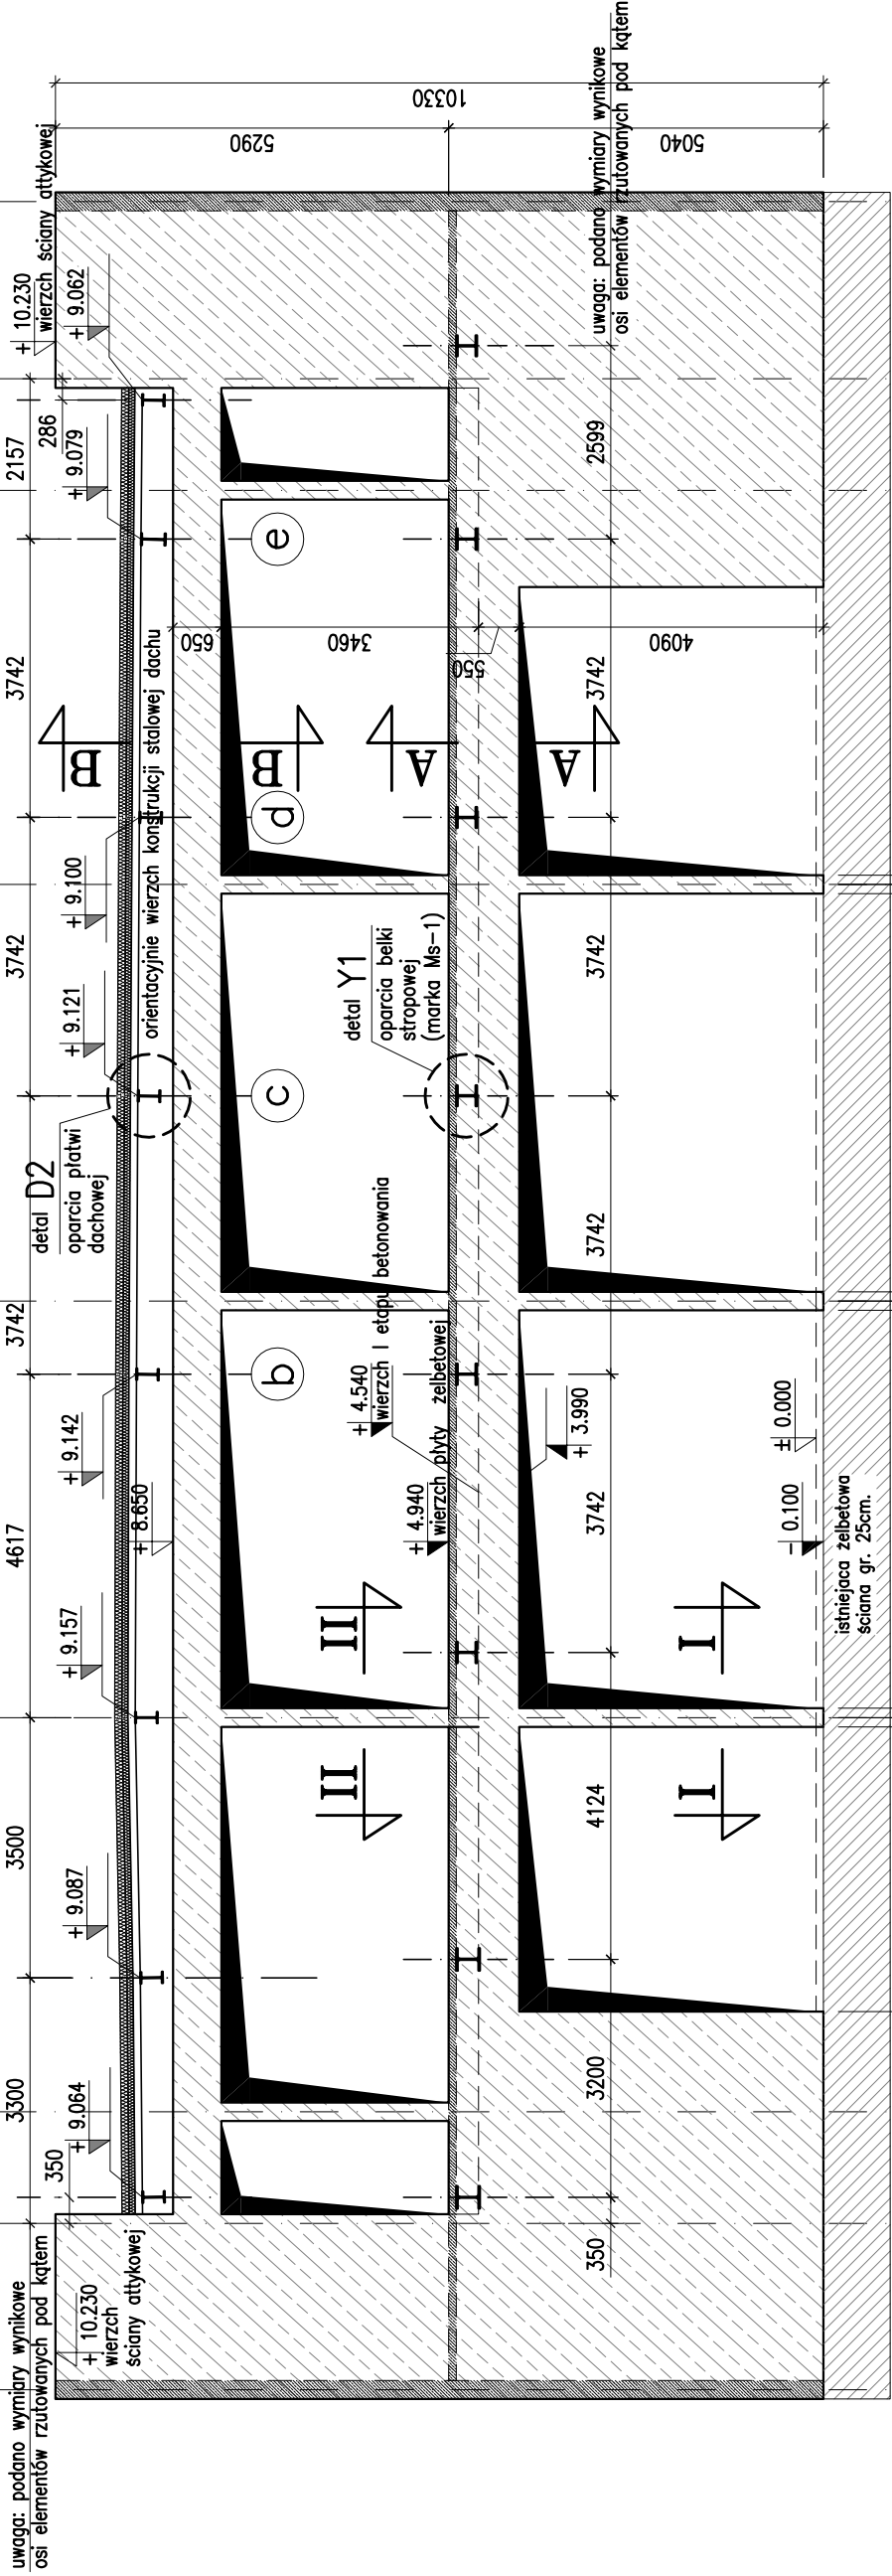 uwaga: podano wymiary wynikowe
osi elementów rzutowanych pod kątem
+ 10.230
wierzch
ściany attykowej
350
3300
3500
4617
3742
3742
3742
2157
286
+ 9.064
+ 9.087
+ 9.157
+ 9.142
+ 9.121
+ 9.100
+ 9.079
+ 9.062
+ 10.230
wierzch ściany attykowej
detal D2
oparcia płatwi
dachowej
orientacyjnie wierzch konstrukcji stalowej dachu
+ 8.650
B
B
A
A
b
c
d
e
II
II
I
I
detal Y1
oparcia belki
stropowej
(marka Ms-1)
+ 4.540
wierzch I etapu betonowania
+ 4.940
wierzch płyty żelbetowej
+ 3.990
± 0.000
- 0.100
istniejaca żelbetowa
ściana gr. 25cm.
350
3200
4124
3742
3742
3742
3742
2599
650
3460
550
4090
5290
5040
10330
uwaga: podano wymiary wynikowe
osi elementów rzutowanych pod kątem